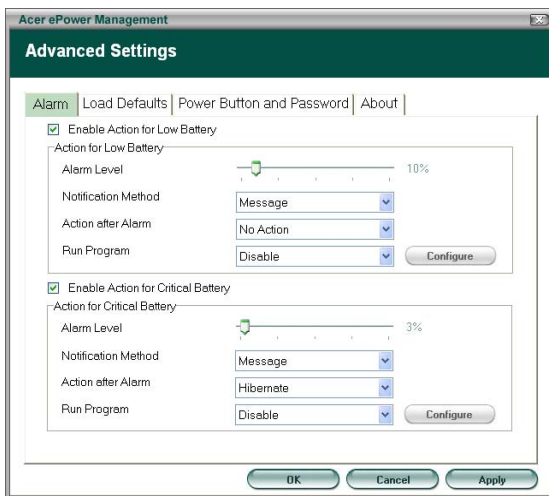 Acer ePower Management
Advanced Settings
Alarm Load Defaults Power Button and Password About
Enable Action for Low Battery
Action for Low Battery
Alarm Level 10%
Notification Method Message
Action after Alarm No Action
Run Program Disable Configure
Enable Action for Critical Battery
Action for Critical Battery
Alarm Level 3%
Notification Method Message
Action after Alarm Hibernate
Run Program Disable Configure
OK Cancel Apply